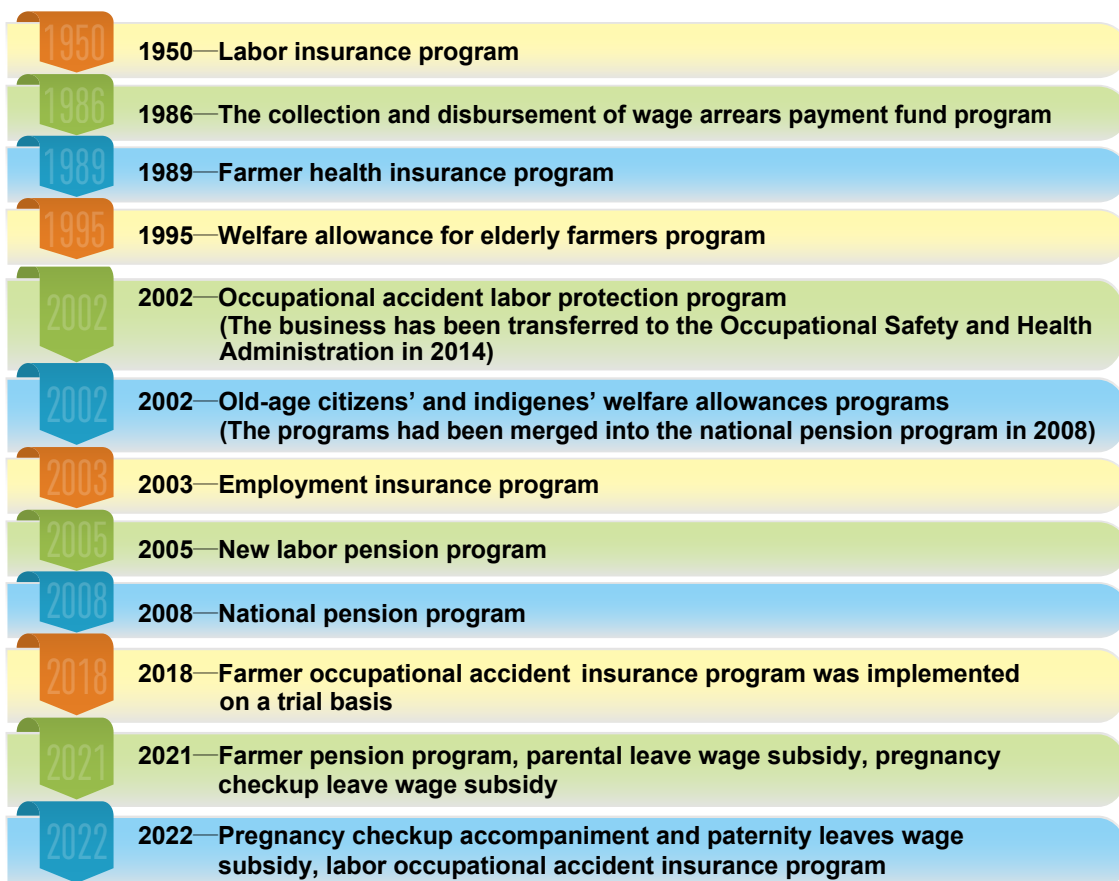 1950
1950—Labor insurance program
1986
1986—The collection and disbursement of wage arrears payment fund program
1989
1989—Farmer health insurance program
1995
1995—Welfare allowance for elderly farmers program
2002
2002—Occupational accident labor protection program
(The business has been transferred to the Occupational Safety and Health
Administration in 2014)
2002
2002—Old-age citizens’ and indigenes’ welfare allowances programs
(The programs had been merged into the national pension program in 2008)
2003
2003—Employment insurance program
2005
2005—New labor pension program
2008
2008—National pension program
2018
2018—Farmer occupational accident insurance program was implemented
on a trial basis
2021
2021—Farmer pension program, parental leave wage subsidy, pregnancy
checkup leave wage subsidy
2022
2022—Pregnancy checkup accompaniment and paternity leaves wage
subsidy, labor occupational accident insurance program